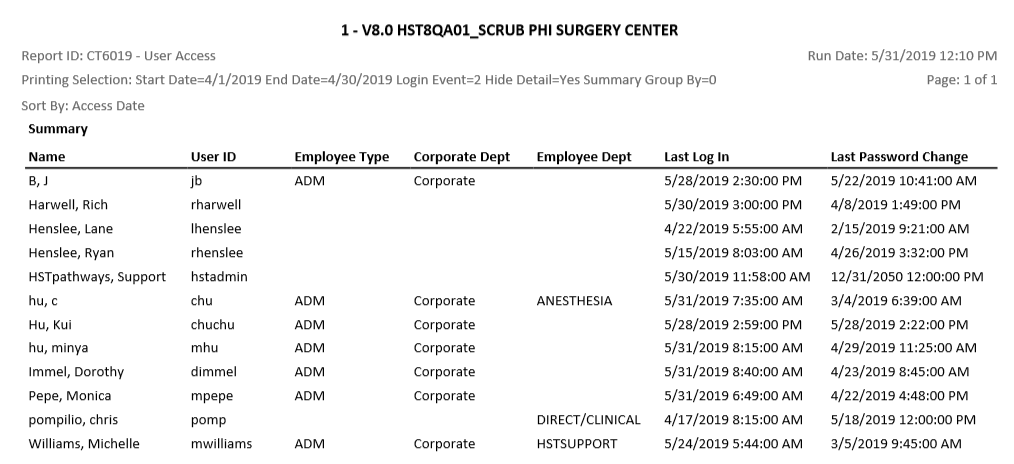 1 - V8.0 HST8QA01_SCRUB PHI SURGERY CENTER
Report ID: CT6019 - User Access Run Date: 5/31/2019 12:10 PM
Printing Selection: Start Date=4/1/2019 End Date=4/30/2019 Login Event=2 Hide Detail=Yes Summary Group By=0 Page: 1 of 1
Sort By: Access Date
Summary
Name User ID Employee Type Corporate Dept Employee Dept Last Log In Last Password Change
B, J jb ADM Corporate 5/28/2019 2:30:00 PM 5/22/2019 10:41:00 AM
Harwell, Rich rharwell 5/30/2019 3:00:00 PM 4/8/2019 1:49:00 PM
Henslee, Lane lhenslee 4/22/2019 5:55:00 AM 2/15/2019 9:21:00 AM
Henslee, Ryan rhenslee 5/15/2019 8:03:00 AM 4/26/2019 3:32:00 PM
HSTpathways, Support hstadmin 5/30/2019 11:58:00 AM 12/31/2050 12:00:00 PM
hu, c chu ADM Corporate ANESTHESIA 5/31/2019 7:35:00 AM 3/4/2019 6:39:00 AM
Hu, Kui chuchu ADM Corporate 5/28/2019 2:59:00 PM 5/28/2019 2:22:00 PM
hu, minya mhu ADM Corporate 5/31/2019 8:15:00 AM 4/29/2019 11:25:00 AM
Immel, Dorothy dimmel ADM Corporate 5/31/2019 8:40:00 AM 4/23/2019 8:45:00 AM
Pepe, Monica mpepe ADM Corporate 5/31/2019 6:49:00 AM 4/22/2019 4:48:00 PM
pompilio, chris pomp DIRECT/CLINICAL 4/17/2019 8:15:00 AM 5/18/2019 12:00:00 PM
Williams, Michelle mwilliams ADM Corporate HSTSUPPORT 5/24/2019 5:44:00 AM 3/5/2019 9:45:00 AM